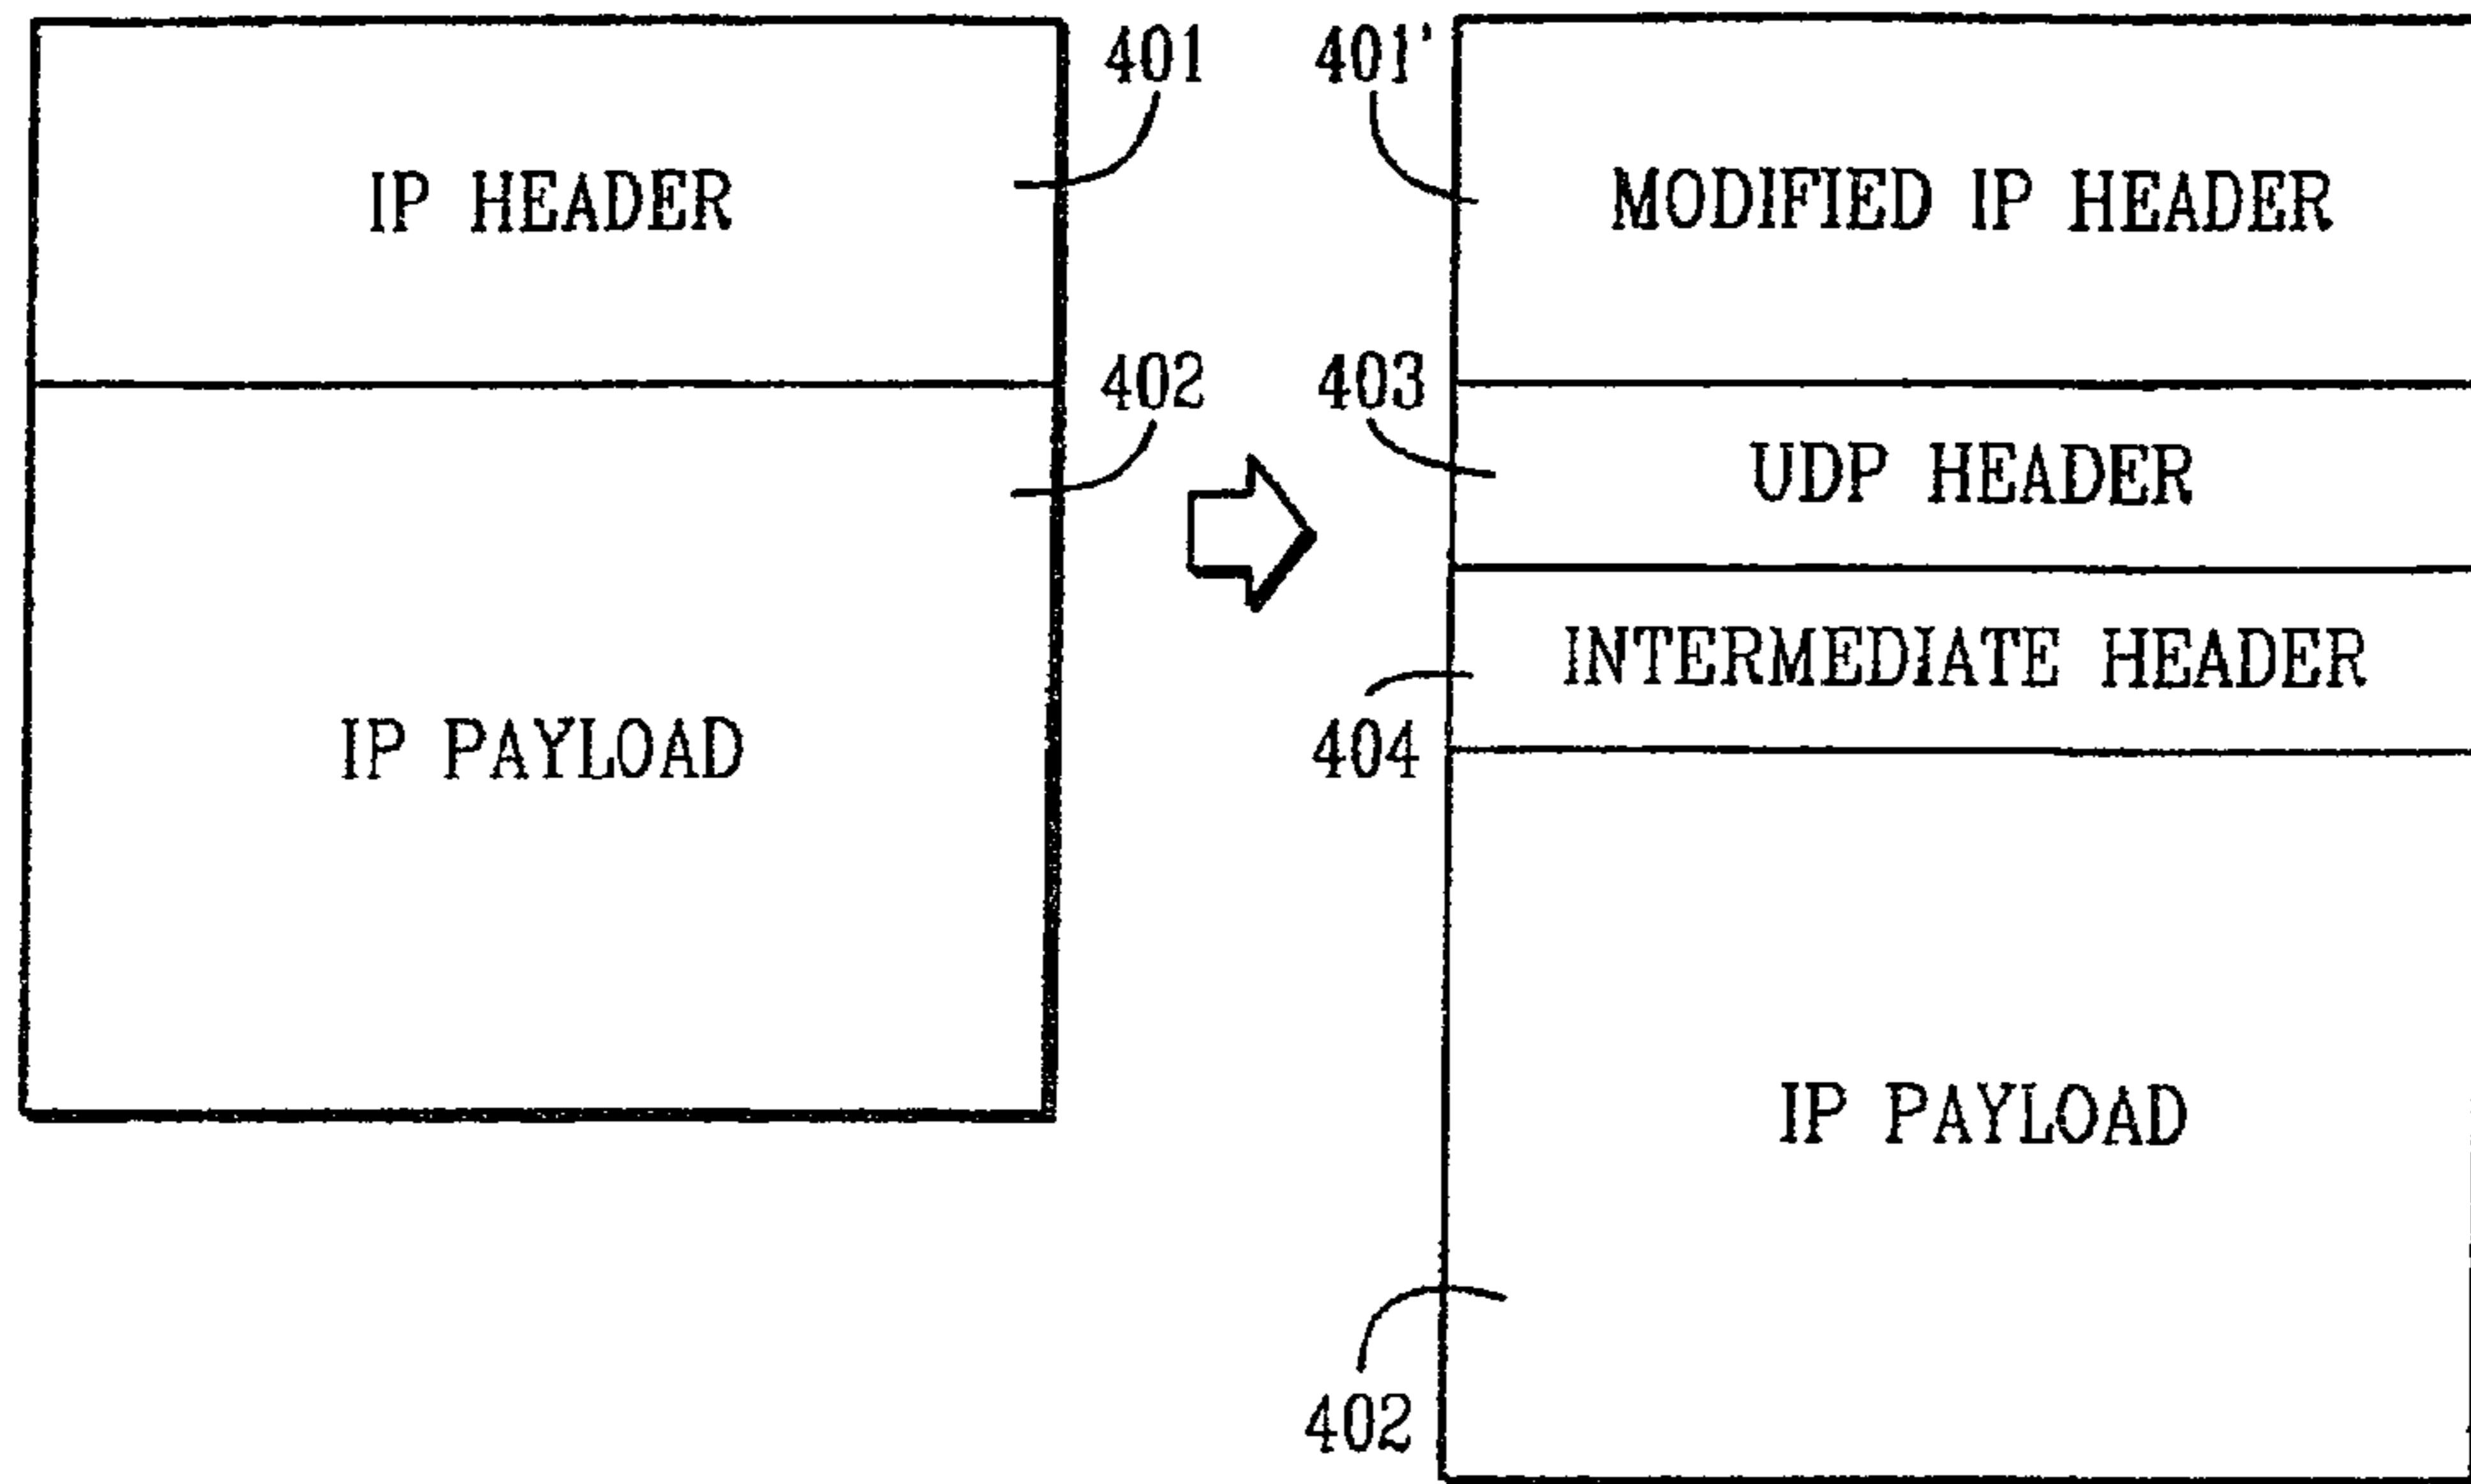 401
IP HEADER
402
IP PAYLOAD
401'
MODIFIED IP HEADER
403
UDP HEADER
INTERMEDIATE HEADER
404
IP PAYLOAD
402